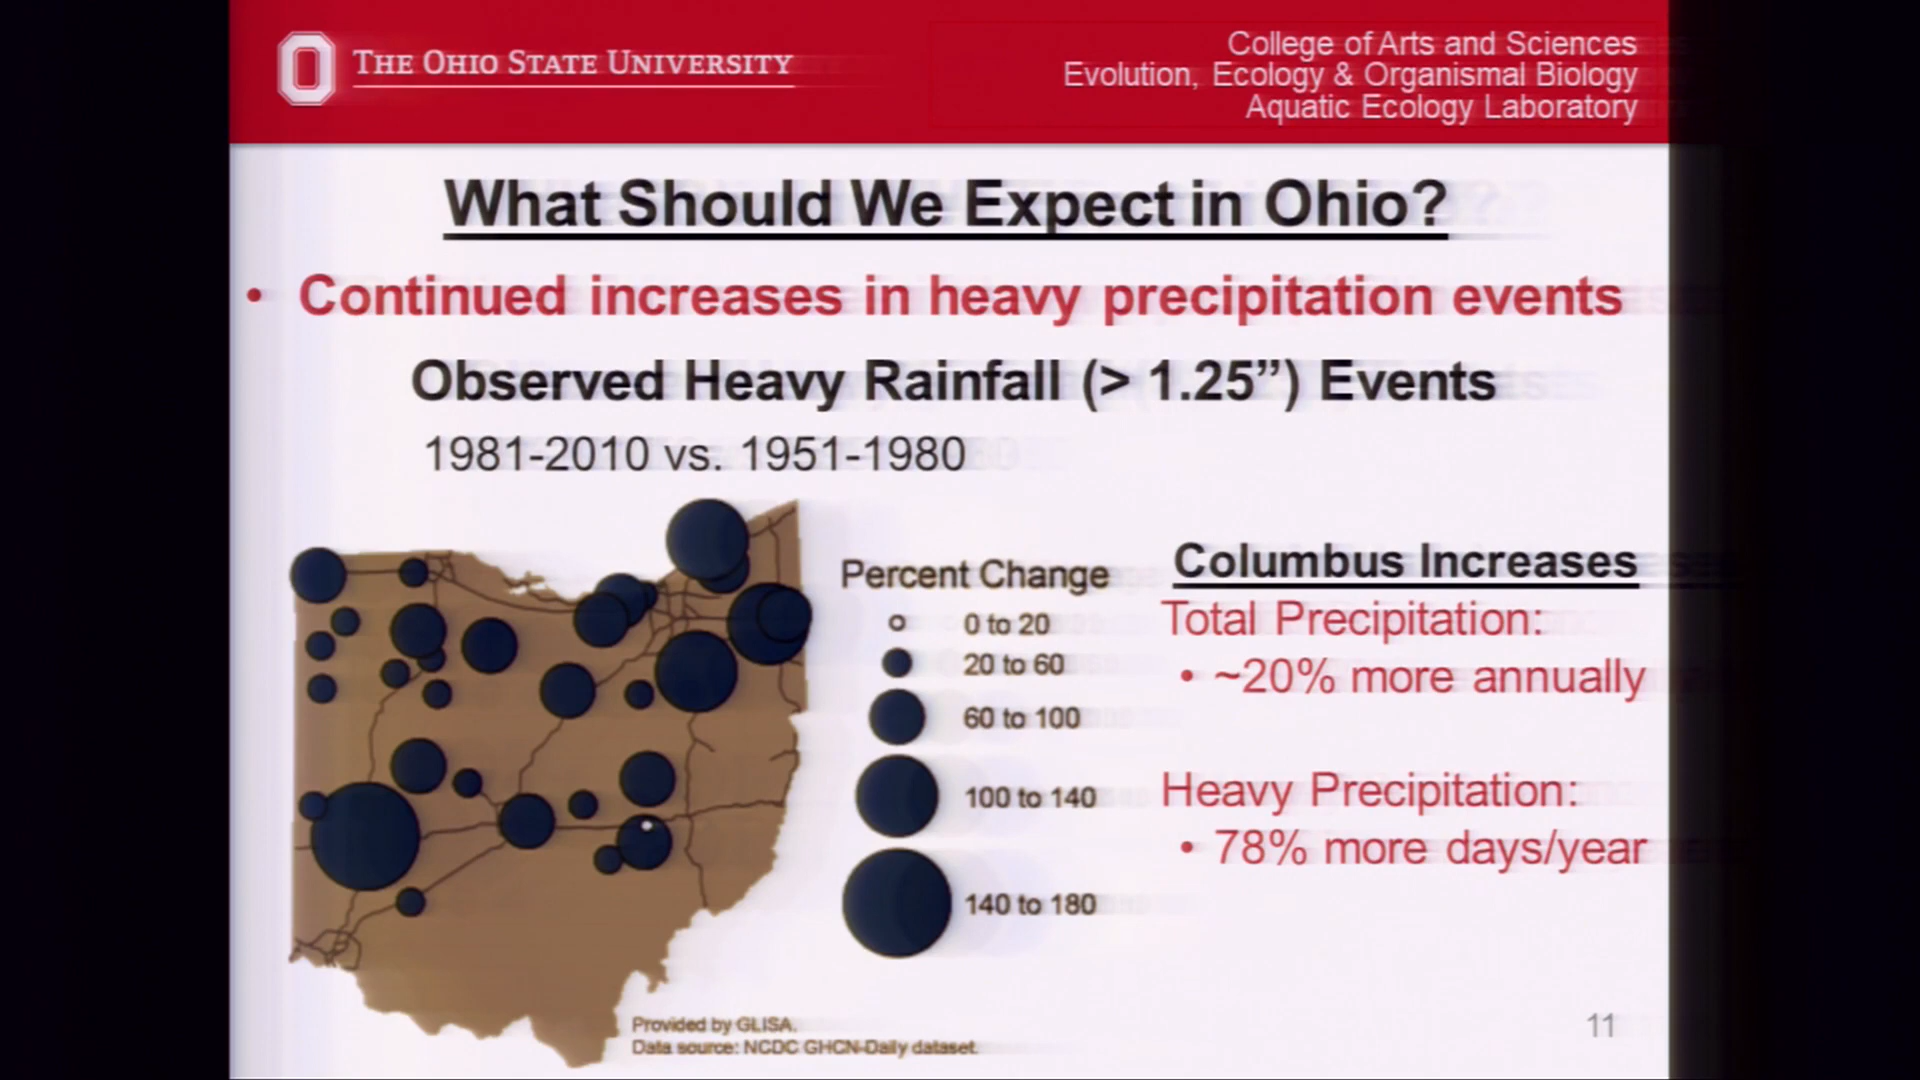 THE OHIO STATE UNIVERSITY
College of Arts and Sciences
Evolution, Ecology & Organismal Biology
Aquatic Ecology Laboratory
What Should We Expect in Ohio?
• Continued increases in heavy precipitation events
Observed Heavy Rainfall (> 1.25”) Events
1981-2010 vs. 1951-1980
Percent Change
0 to 20
20 to 60
60 to 100
100 to 140
140 to 180
Columbus Increases
Total Precipitation:
• ~20% more annually
Heavy Precipitation:
• 78% more days/year
Provided by GLISA.
Data source: NCDC GHCN-Daily dataset.
11